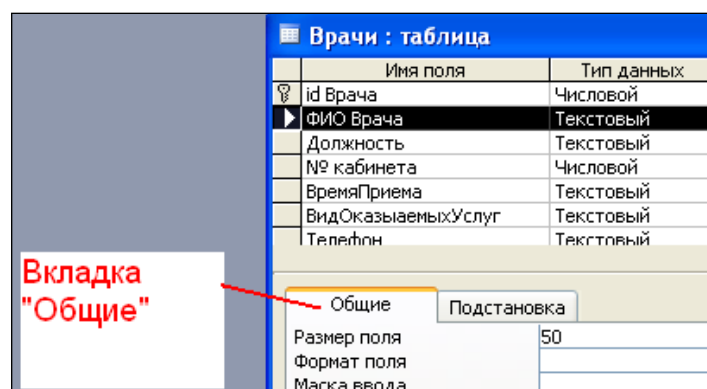 Врачи : таблица
Имя поля Тип данных
id Врача Числовой
ФИО Врача Текстовый
Должность Текстовый
№ кабинета Числовой
ВремяПриема Текстовый
ВидОказыаемыхУслуг Текстовый
Телефон Текстовый
Вкладка
"Общие"
Общие Подстановка
Размер поля 50
Формат поля
Маска ввода